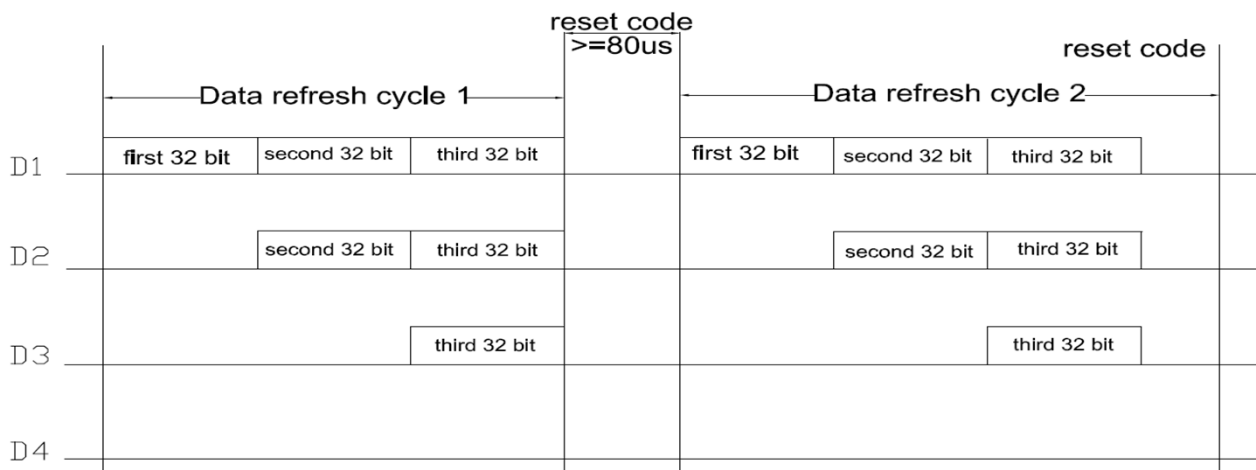 reset code
>=80us
reset code
Data refresh cycle 1
Data refresh cycle 2
D1 first 32 bit second 32 bit third 32 bit first 32 bit second 32 bit third 32 bit
D2 second 32 bit third 32 bit second 32 bit third 32 bit
D3 third 32 bit third 32 bit
D4